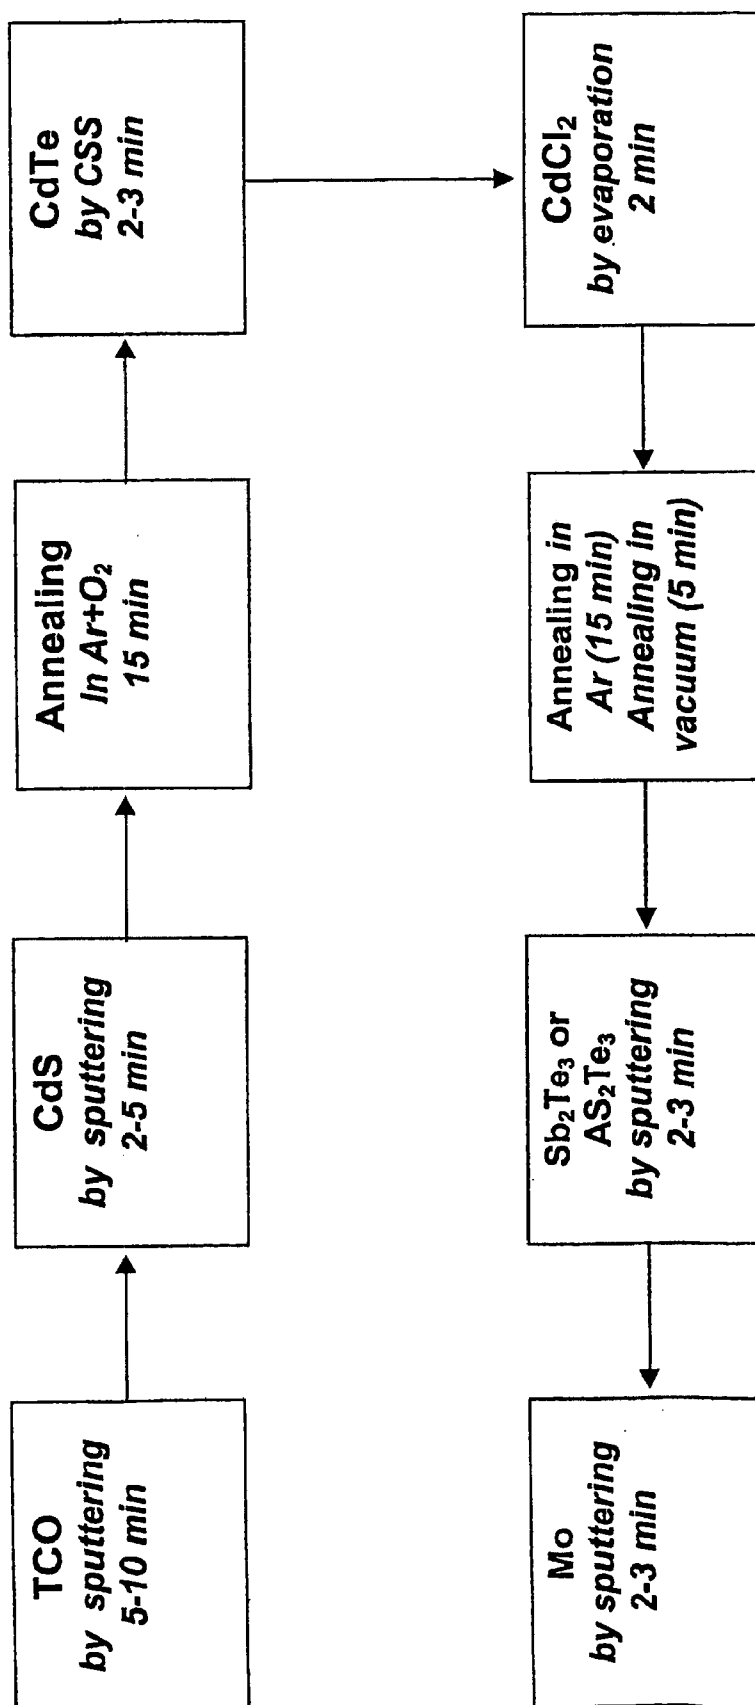 TCO
by sputtering
5-10 min
CdS
by sputtering
2-5 min
Annealing
In Ar+O₂
15 min
CdTe
by CSS
2-3 min
CdCl₂
by evaporation
2 min
Annealing in
Ar (15 min)
Annealing in
vacuum (5 min)
Sb₂Te₃ or
AS₂Te₃
by sputtering
2-3 min
Mo
by sputtering
2-3 min